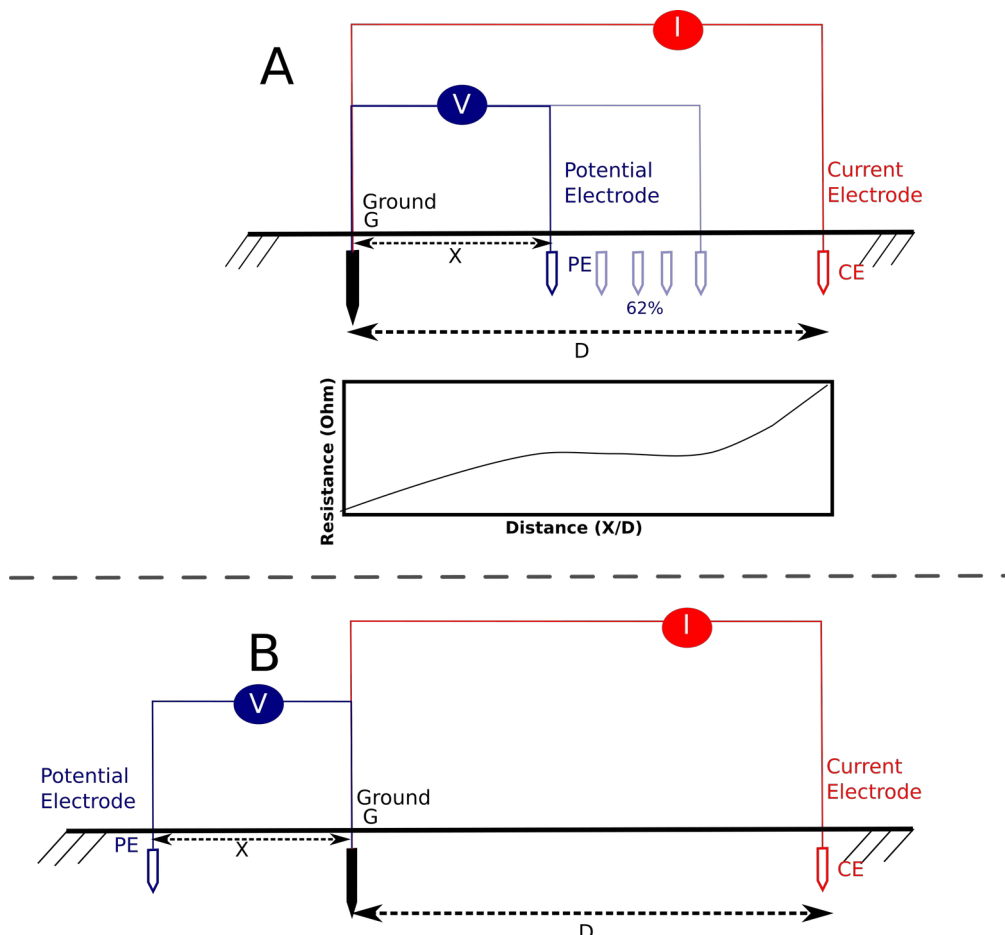 I
A
V
Potential
Electrode
Current
Electrode
Ground
G
X
PE
CE
62%
D
Resistance (Ohm)
Distance (X/D)
I
B
V
Potential
Electrode
Current
Electrode
Ground
G
PE
X
CE
D